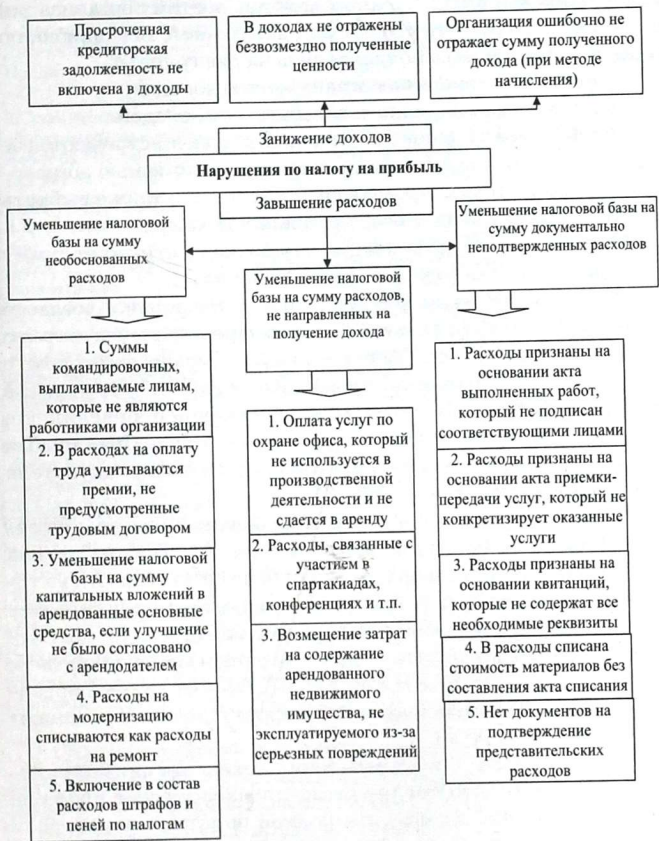 Просроченная
кредиторская
задолженность не
включена в доходы
В доходах не отражены
безвозмездно полученные
ценности
Организация ошибочно не
отражает сумму полученного
дохода (при методе
начисления)
Занижение доходов
Нарушения по налогу на прибыль
Завышение расходов
Уменьшение налоговой
базы на сумму
необоснованных
расходов
Уменьшение налоговой
базы на сумму расходов,
не направленных на
получение дохода
Уменьшение налоговой базы на
сумму документально
неподтвержденных расходов
1. Суммы
командировочных,
выплачиваемые лицам,
которые не являются
работниками организации
2. В расходах на оплату
труда учитываются
премии, не
предусмотренные
трудовым договором
3. Уменьшение налоговой
базы на сумму
капитальных вложений в
арендованные основные
средства, если улучшение
не было согласовано
с арендодателем
4. Расходы на
модернизацию
списываются как расходы
на ремонт
5. Включение в состав
расходов штрафов и
пеней по налогам
1. Оплата услуг по
охране офиса, который
не используется в
производственной
деятельности и не
сдается в аренду
2. Расходы, связанные с
участием в
спартакиадах,
конференциях и т.п.
3. Возмещение затрат
на содержание
арендованного
недвижимого
имущества, не
эксплуатируемого из-за
серьезных повреждений
1. Расходы признаны на
основании акта
выполненных работ,
который не подписан
соответствующими лицами
2. Расходы признаны на
основании акта приемки-
передачи услуг, который не
конкретизирует оказанные
услуги
3. Расходы признаны на
основании квитанций,
которые не содержат все
необходимые реквизиты
4. В расходы списана
стоимость материалов без
составления акта списания
5. Нет документов на
подтверждение
представительских
расходов